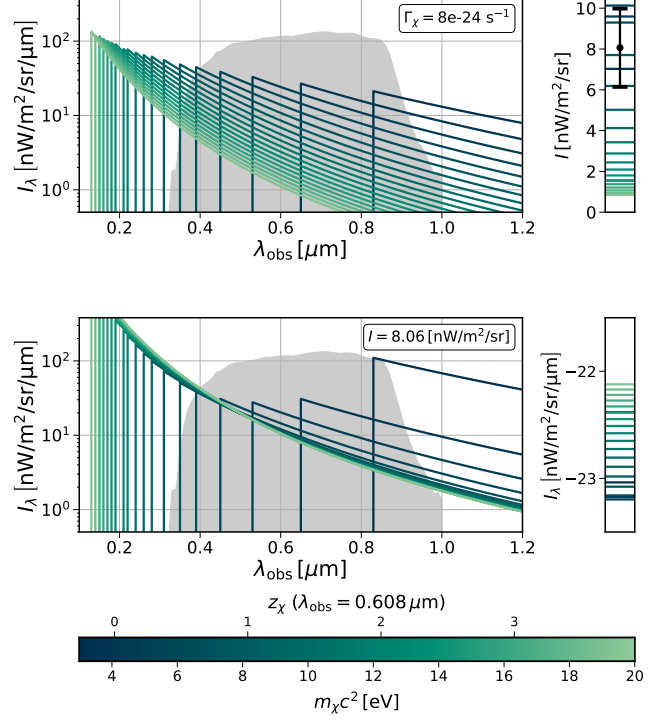 Γχ = 8e-24 s⁻¹
10²
10¹
10⁰
Iλ [nW/m²/sr/μm]
0.2 0.4 0.6 0.8 1.0 1.2
λobs [μm]
10
8
6
4
2
0
I [nW/m²/sr]
I = 8.06 [nW/m²/sr]
10²
10¹
10⁰
Iλ [nW/m²/sr/μm]
0.2 0.4 0.6 0.8 1.0 1.2
λobs [μm]
−22
−23
Iλ [nW/m²/sr/μm]
zχ (λobs = 0.608 μm)
0 1 2 3
4 6 8 10 12 14 16 18 20
mχc² [eV]